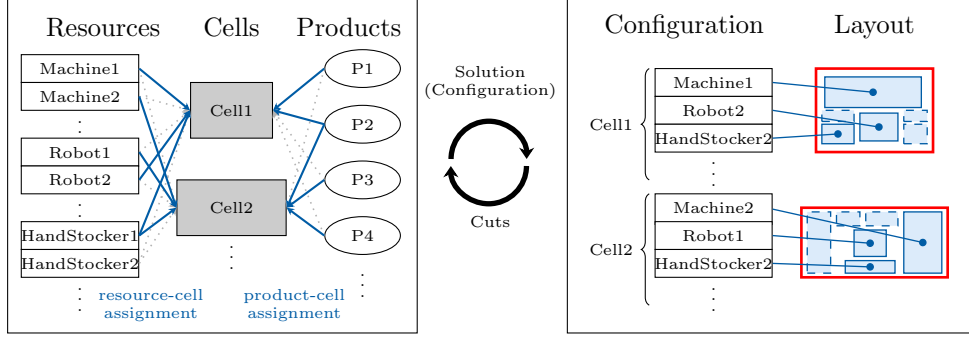 Resources
Cells
Products
Machine1
Machine2
Robot1
Robot2
HandStocker1
HandStocker2
Cell1
Cell2
P1
P2
P3
P4
resource-cell
assignment
product-cell
assignment
Solution
(Configuration)
Cuts
Configuration
Layout
Cell1
Machine1
Robot2
HandStocker2
Cell2
Machine2
Robot1
HandStocker2